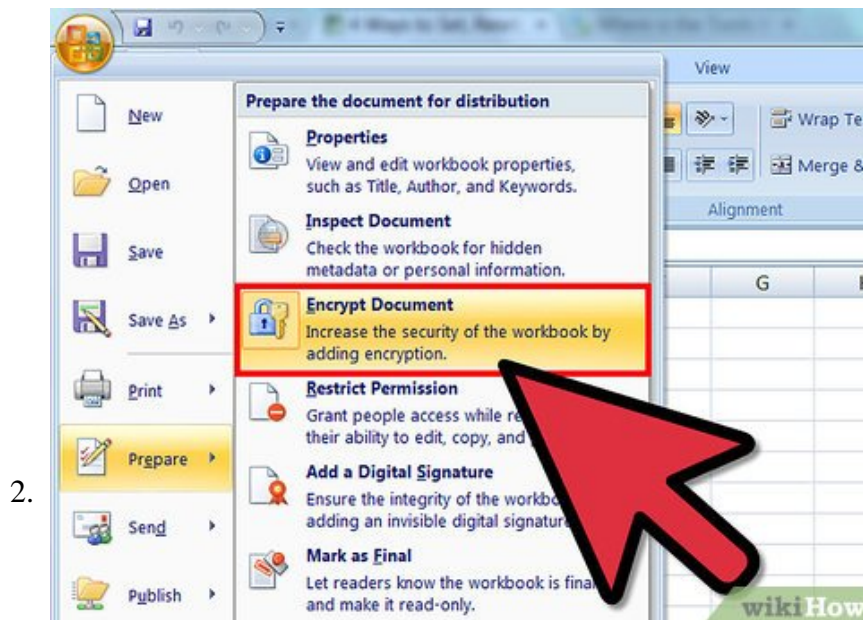 View
Prepare the document for distribution
New
Properties
View and edit workbook properties,
such as Title, Author, and Keywords.
Wrap Te
Open
Merge &
Inspect Document
Check the workbook for hidden
metadata or personal information.
Alignment
Save
G
Encrypt Document
Increase the security of the workbook by
adding encryption.
Save As
Restrict Permission
Grant people access while re
their ability to edit, copy, and
Print
Prepare
Add a Digital Signature
Ensure the integrity of the workbo
adding an invisible digital signature
2.
Send
Mark as Final
Let readers know the workbook is fina
and make it read-only.
Publish
wikiHow